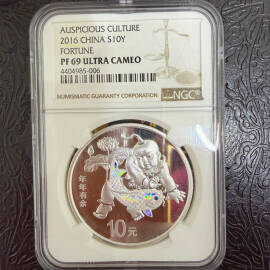 AUSPICIOUS CULTURE
2016 CHINA S10Y
FORTUNE
PF 69 ULTRA CAMEO
4404985-006
NUMISMATIC GUARANTY CORPORATION
NGC
年年有余
10元